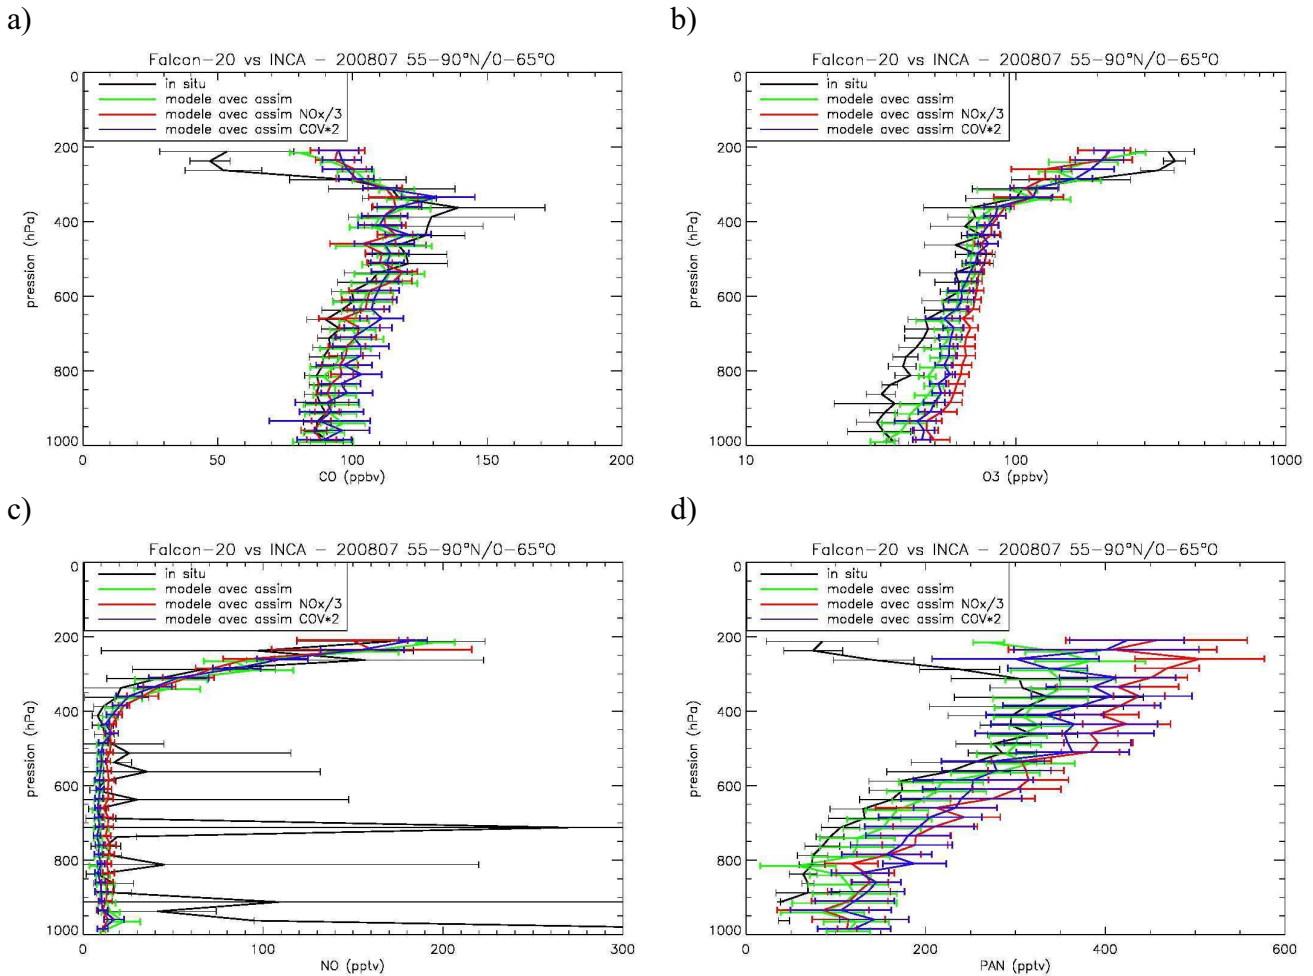 a)
Falcon-20 vs INCA - 200807 55-90°N/0-65°O
in situ
modele avec assim
modele avec assim NOx/3
modele avec assim COV*2
0
200
400
600
800
1000
pression (hPa)
0 50 100 150 200
CO (ppbv)
b)
Falcon-20 vs INCA - 200807 55-90°N/0-65°O
in situ
modele avec assim
modele avec assim NOx/3
modele avec assim COV*2
0
200
400
600
800
1000
pression (hPa)
10 100 1000
O3 (ppbv)
c)
Falcon-20 vs INCA - 200807 55-90°N/0-65°O
in situ
modele avec assim
modele avec assim NOx/3
modele avec assim COV*2
0
200
400
600
800
1000
pression (hPa)
0 100 200 300
NO (pptv)
d)
Falcon-20 vs INCA - 200807 55-90°N/0-65°O
in situ
modele avec assim
modele avec assim NOx/3
modele avec assim COV*2
0
200
400
600
800
1000
pression (hPa)
0 200 400 600
PAN (pptv)